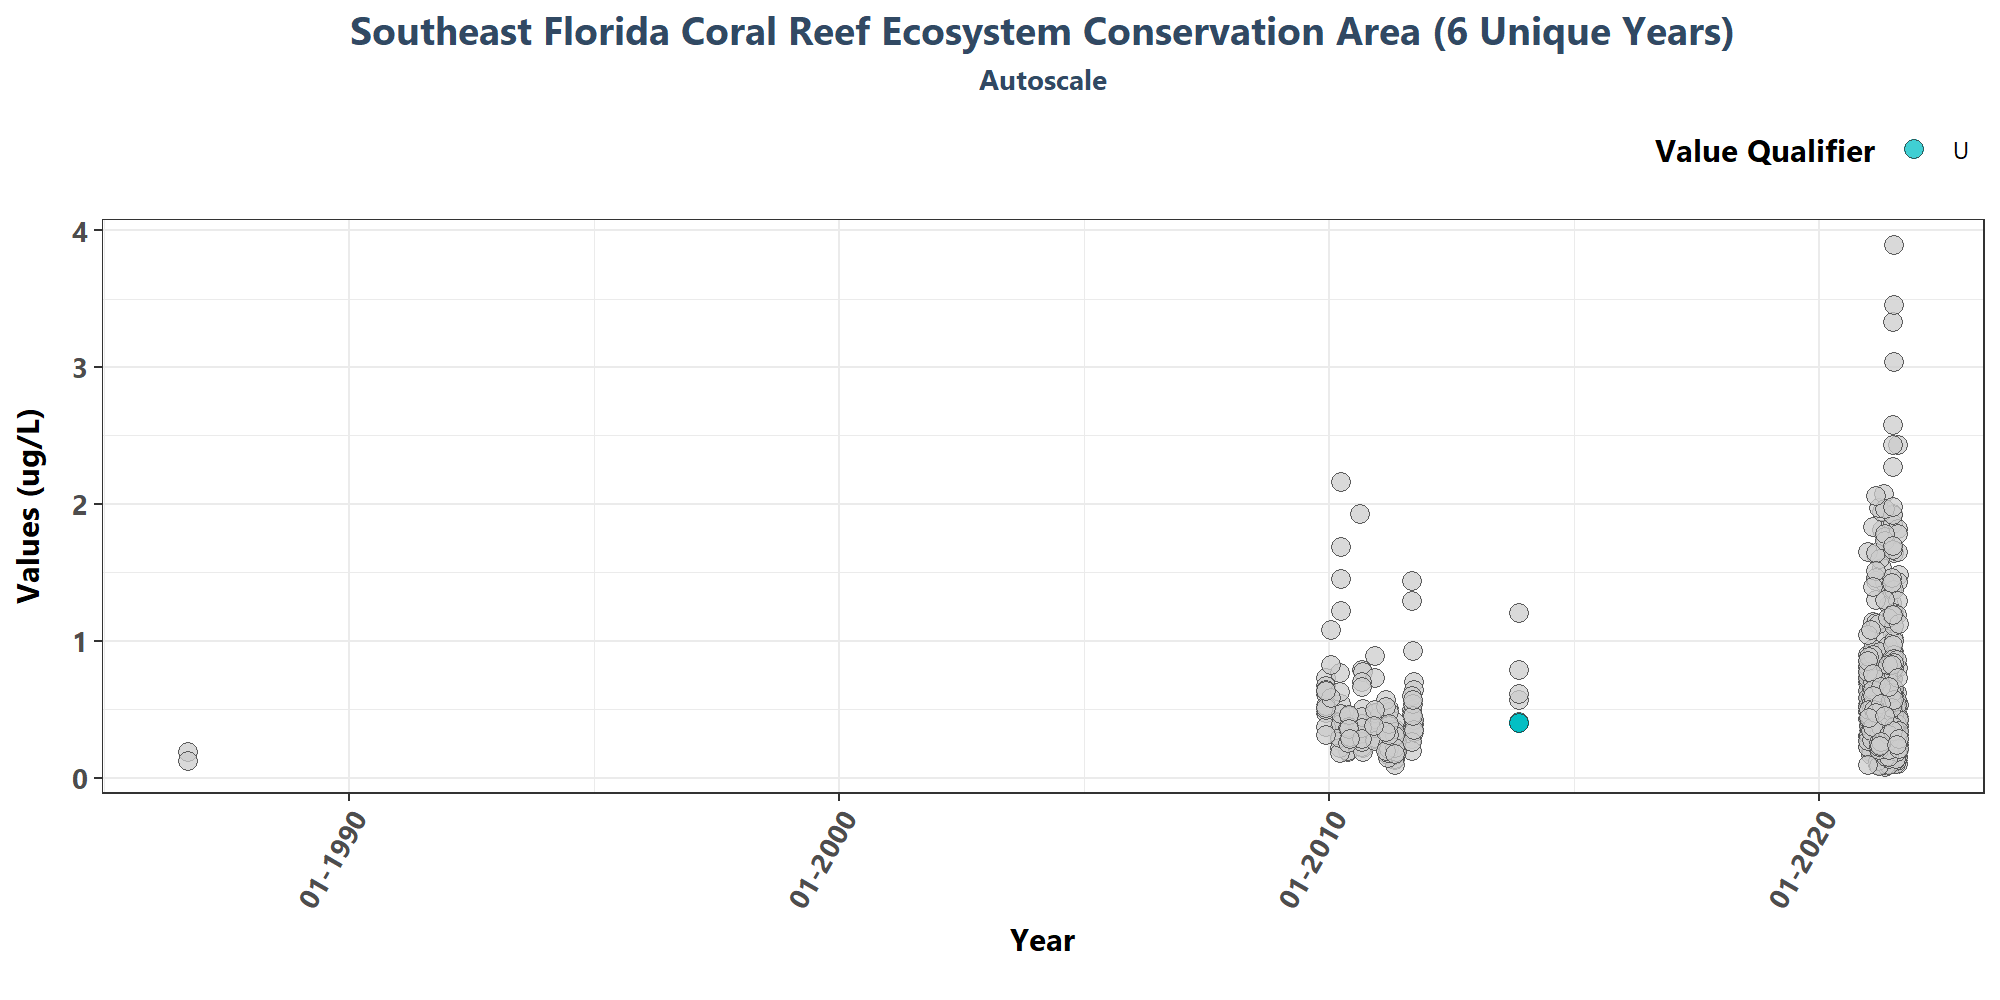 Southeast Florida Coral Reef Ecosystem Conservation Area (6 Unique Years)
Autoscale
Value Qualifier U
Values (ug/L)
4
3
2
1
0
01-1990 01-2000 01-2010 01-2020
Year